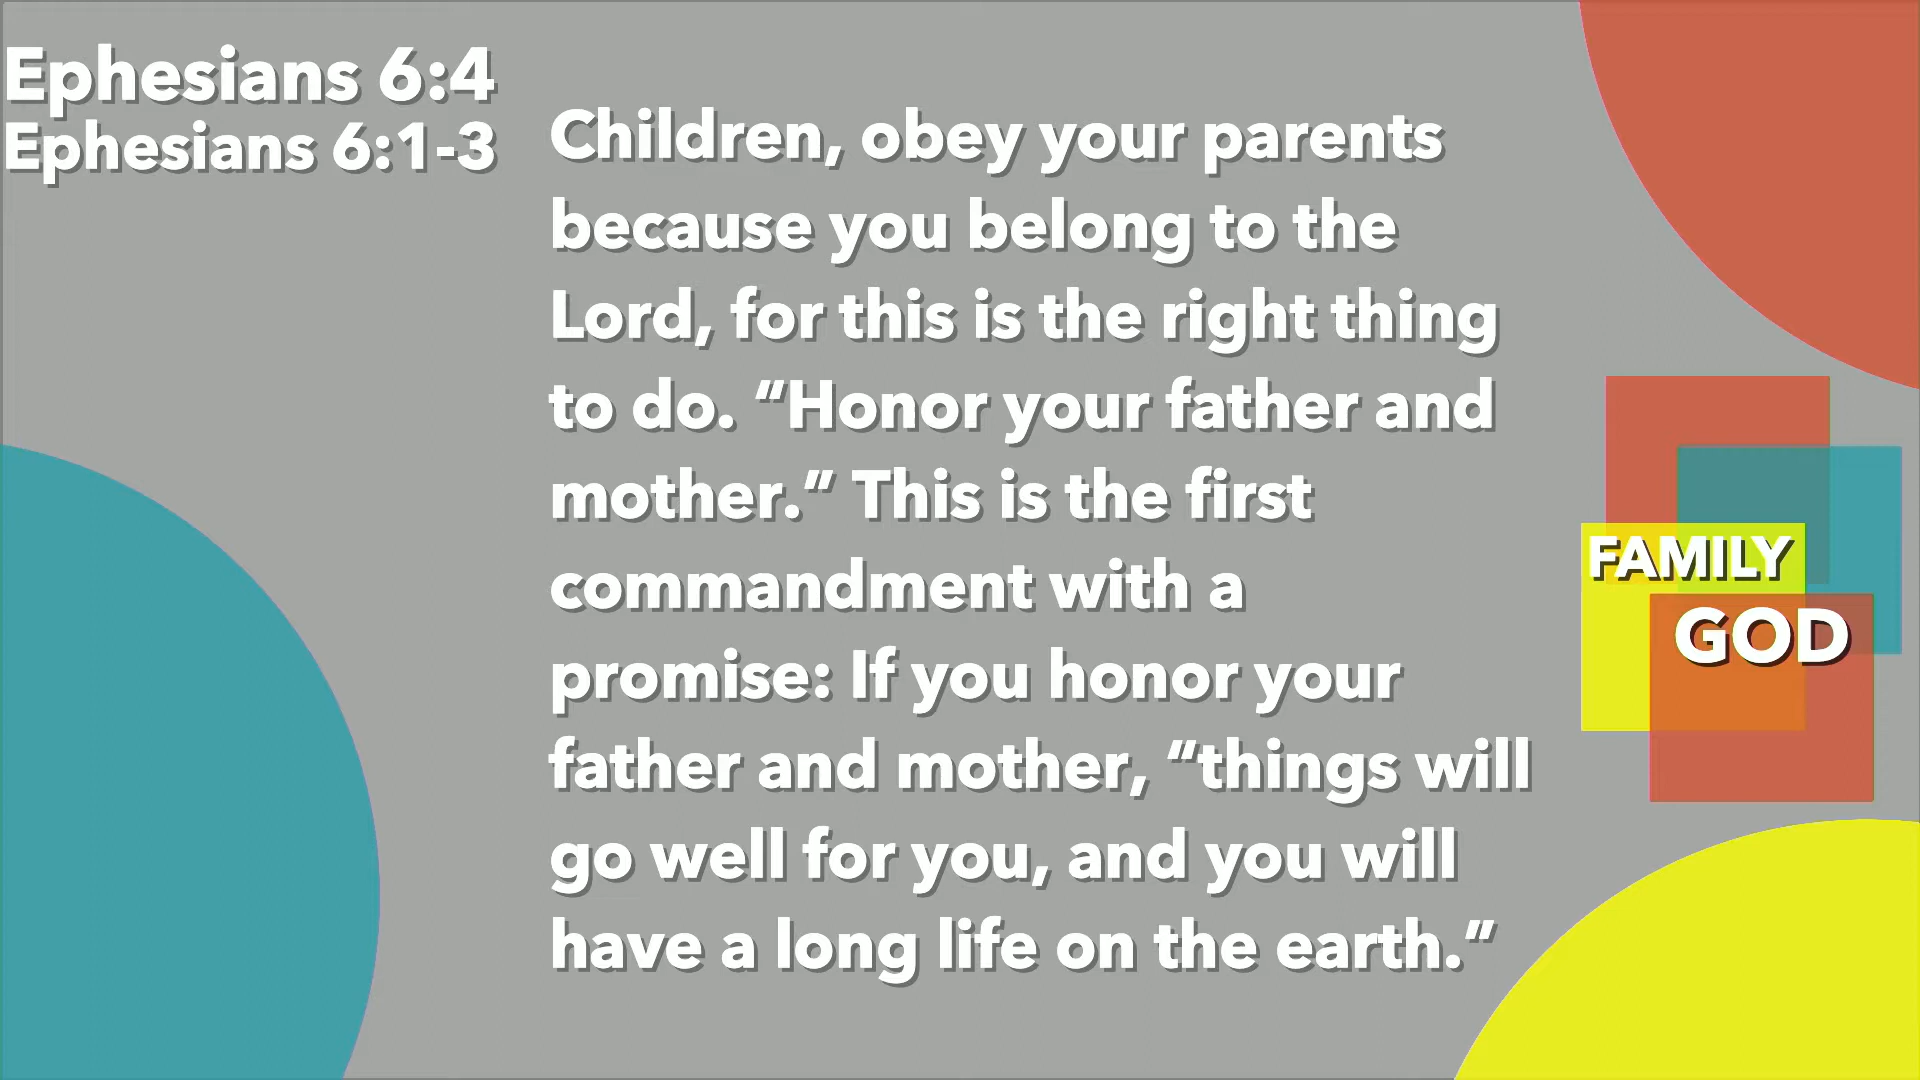 Ephesians 6:4
Ephesians 6:1-3
Children, obey your parents
because you belong to the
Lord, for this is the right thing
to do. “Honor your father and
mother.” This is the first
commandment with a
promise: If you honor your
father and mother, “things will
go well for you, and you will
have a long life on the earth.”
FAMILY
GOD